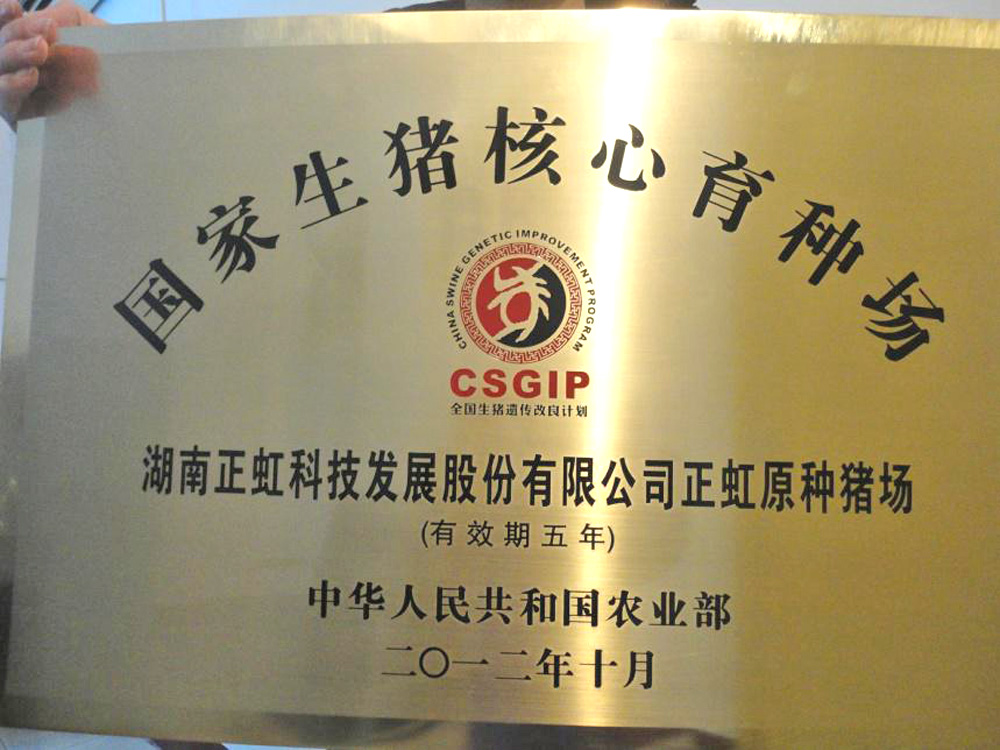 国家生猪核心育种场
CHINA SWINE GENETIC IMPROVEMENT PROGRAM
CSGIP
全国生猪遗传改良计划
湖南正虹科技发展股份有限公司正虹原种猪场
(有效期五年)
中华人民共和国农业部
二〇一二年十月